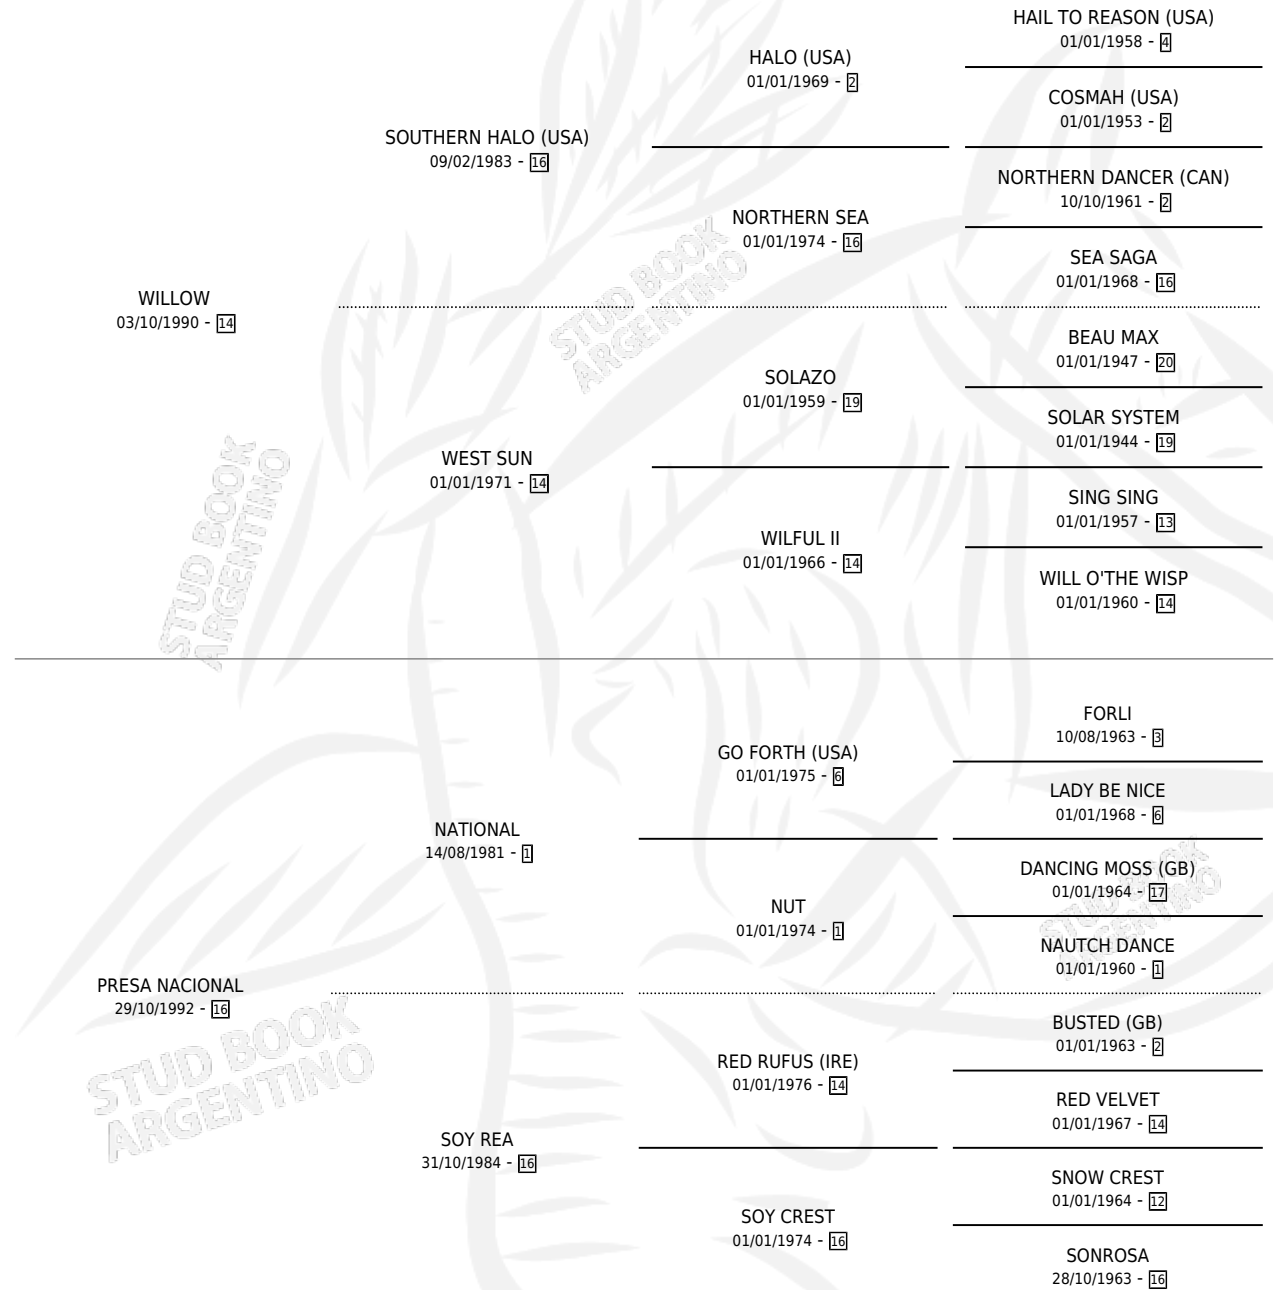 HAIL TO REASON (USA)
01/01/1958 - 4
HALO (USA)
01/01/1969 - 2
COSMAH (USA)
01/01/1953 - 2
SOUTHERN HALO (USA)
09/02/1983 - 16
NORTHERN DANCER (CAN)
10/10/1961 - 2
NORTHERN SEA
01/01/1974 - 16
SEA SAGA
01/01/1968 - 16
WILLOW
03/10/1990 - 14
BEAU MAX
01/01/1947 - 20
SOLAZO
01/01/1959 - 19
SOLAR SYSTEM
01/01/1944 - 19
WEST SUN
01/01/1971 - 14
SING SING
01/01/1957 - 13
WILFUL II
01/01/1966 - 14
WILL O'THE WISP
01/01/1960 - 14
FORLI
10/08/1963 - 3
GO FORTH (USA)
01/01/1975 - 6
LADY BE NICE
01/01/1968 - 6
NATIONAL
14/08/1981 - 1
DANCING MOSS (GB)
01/01/1964 - 17
NUT
01/01/1974 - 1
NAUTCH DANCE
01/01/1960 - 1
PRESA NACIONAL
29/10/1992 - 16
BUSTED (GB)
01/01/1963 - 2
RED RUFUS (IRE)
01/01/1976 - 14
RED VELVET
01/01/1967 - 14
SOY REA
31/10/1984 - 16
SNOW CREST
01/01/1964 - 12
SOY CREST
01/01/1974 - 16
SONROSA
28/10/1963 - 16
STUD BOOK
ARGENTINO
STUD BOOK
ARGENTINO
STUD BOOK
ARGENTINO
STUD BOOK
ARGENTINO